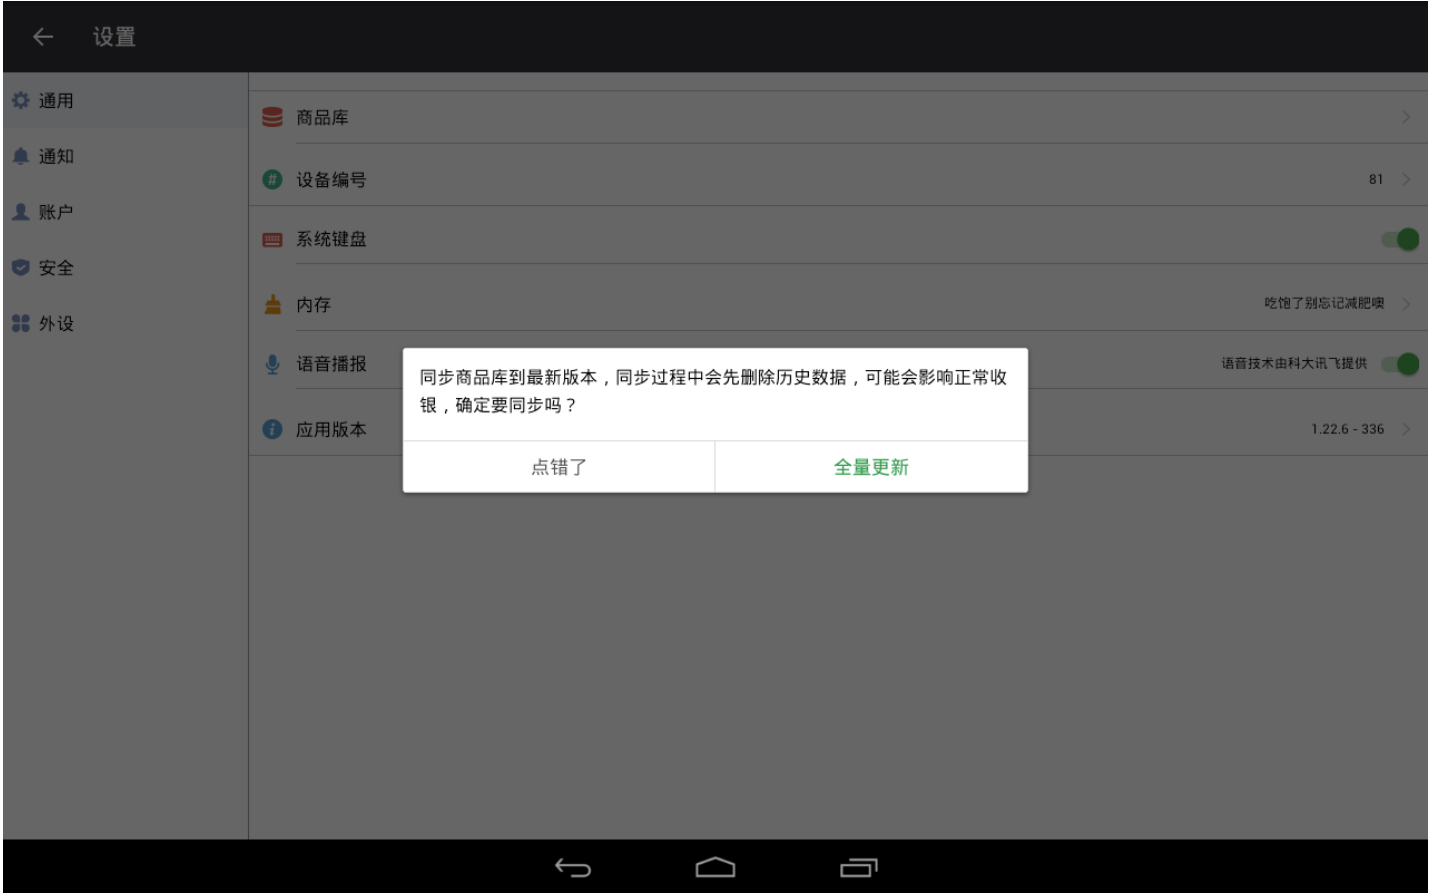 设置
通用
通知
账户
安全
外设
商品库
# 设备编号 81
系统键盘
内存 吃饱了别忘记减肥噢
语音播报 语音技术由科大讯飞提供
应用版本 1.22.6 - 336
同步商品库到最新版本，同步过程中会先删除历史数据，可能会影响正常收
银，确定要同步吗？
点错了 全量更新